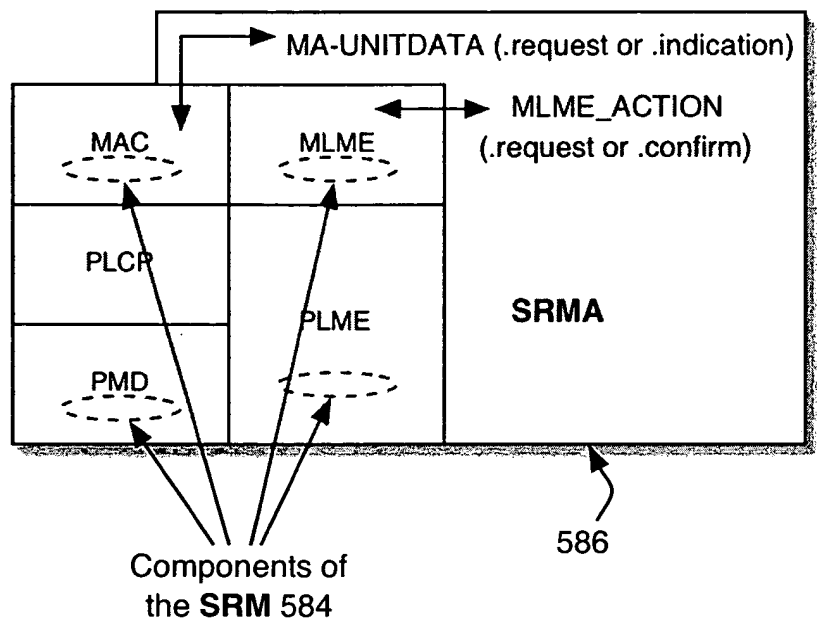 MA-UNITDATA (.request or .indication)
MLME_ACTION
(.request or .confirm)
MAC
MLME
PLCP
PLME
SRMA
PMD
586
Components of
the SRM 584